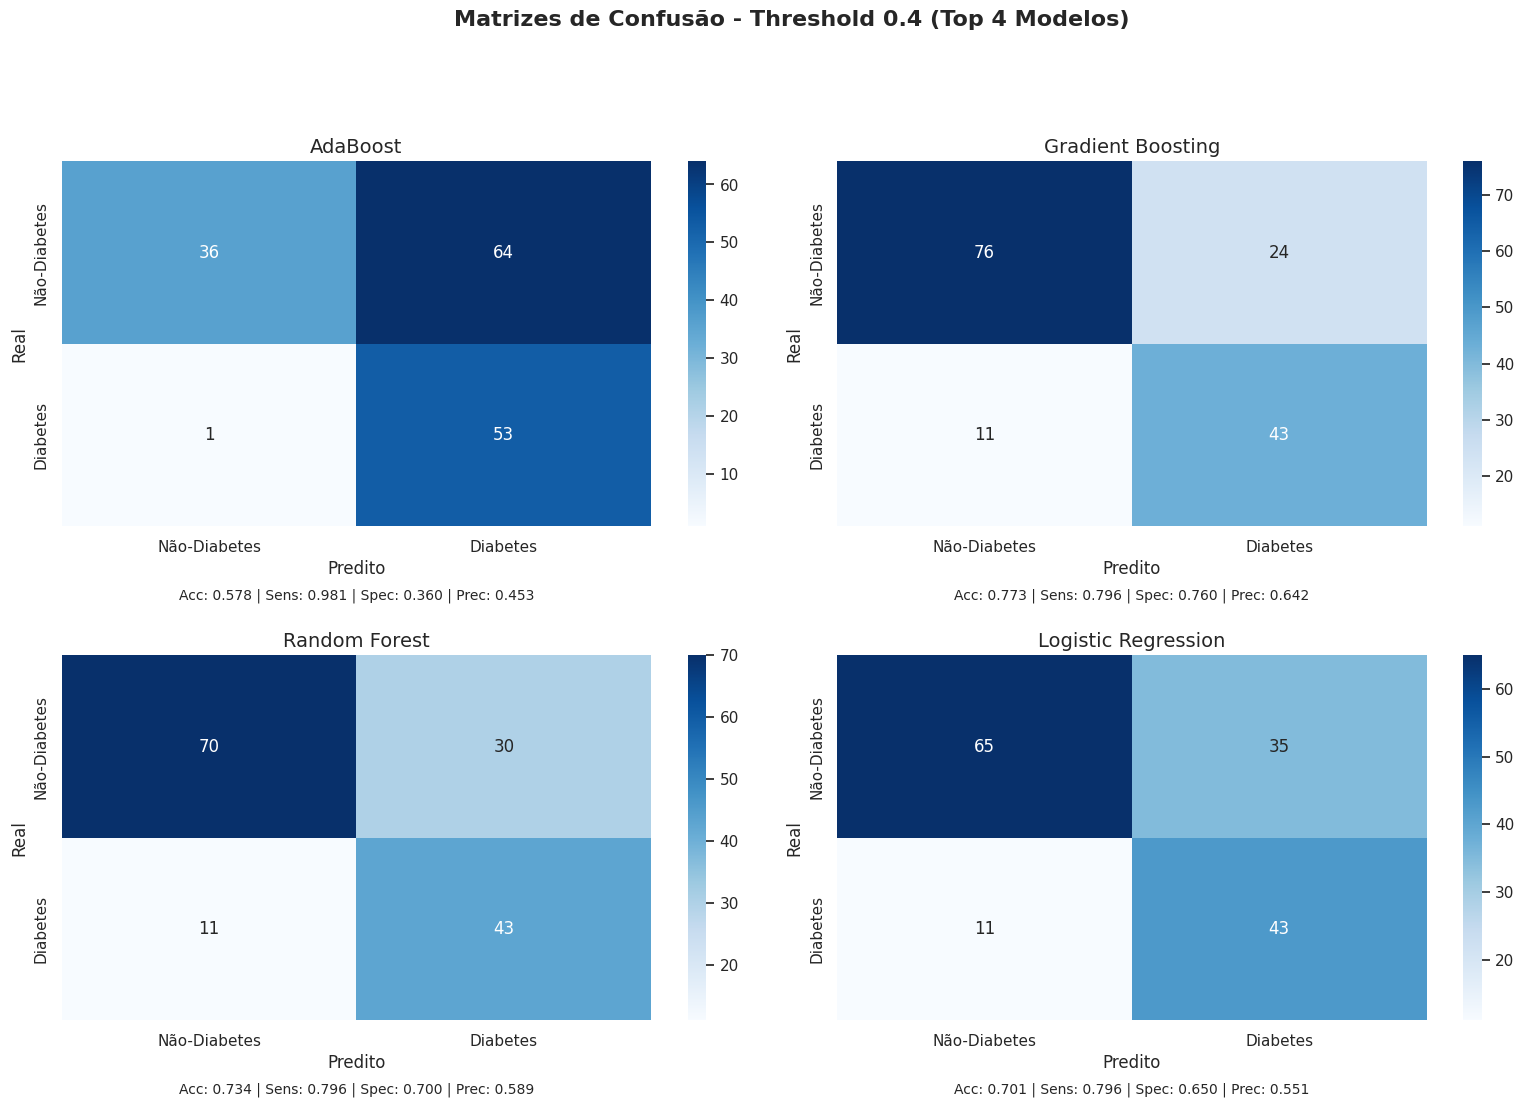 Matrizes de Confusão - Threshold 0.4 (Top 4 Modelos)
AdaBoost
Real
Não-Diabetes
Diabetes
36
64
1
53
60
50
40
30
20
10
Não-Diabetes
Diabetes
Predito
Acc: 0.578 | Sens: 0.981 | Spec: 0.360 | Prec: 0.453
Gradient Boosting
Real
Não-Diabetes
Diabetes
76
24
11
43
70
60
50
40
30
20
Não-Diabetes
Diabetes
Predito
Acc: 0.773 | Sens: 0.796 | Spec: 0.760 | Prec: 0.642
Random Forest
Real
Não-Diabetes
Diabetes
70
30
11
43
70
60
50
40
30
20
Não-Diabetes
Diabetes
Predito
Acc: 0.734 | Sens: 0.796 | Spec: 0.700 | Prec: 0.589
Logistic Regression
Real
Não-Diabetes
Diabetes
65
35
11
43
60
50
40
30
20
Não-Diabetes
Diabetes
Predito
Acc: 0.701 | Sens: 0.796 | Spec: 0.650 | Prec: 0.551